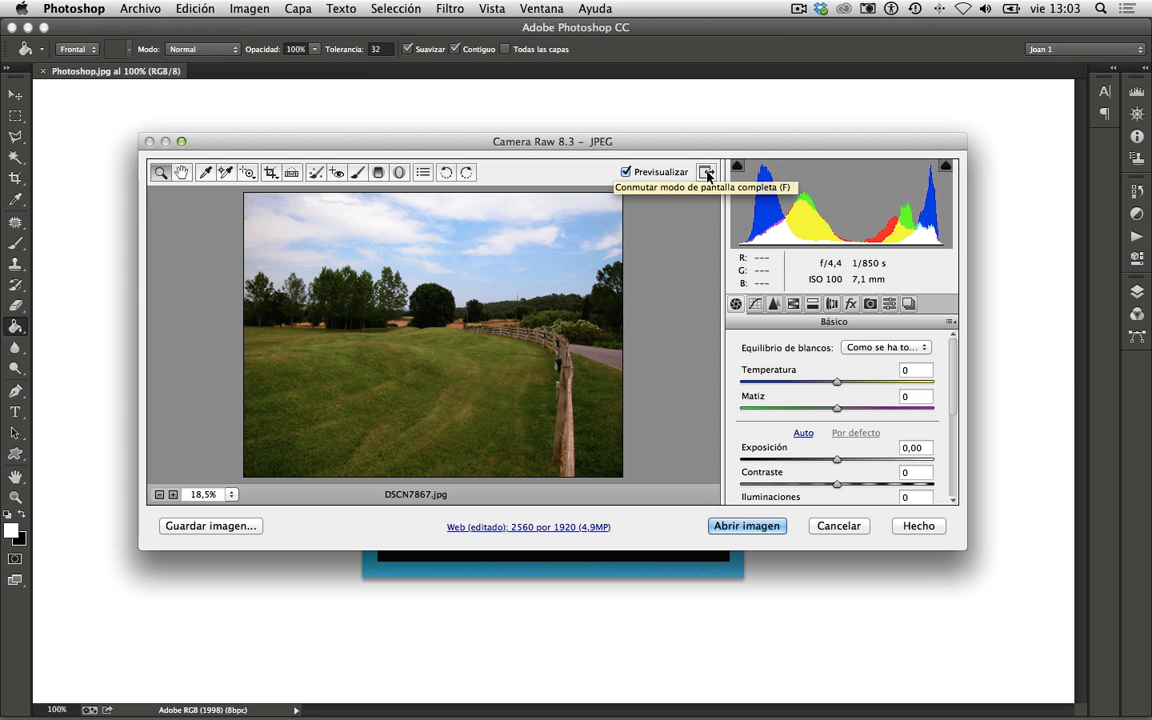 Photoshop Archivo Edición Imagen Capa Texto Selección Filtro Vista Ventana Ayuda vie 13:03
Adobe Photoshop CC
Frontal Modo: Normal Opacidad: 100% Tolerancia: 32 Suavizar Contiguo Todas las capas Joan 1
Photoshop.jpg al 100% (RGB/8)
Camera Raw 8.3 - JPEG
Previsualizar
Conmutar modo de pantalla completa (F)
R: ---
G: ---
B: ---
f/4,4 1/850 s
ISO 100 7,1 mm
Básico
Equilibrio de blancos: Como se ha to...
Temperatura 0
Matiz 0
Auto Por defecto
Exposición 0,00
Contraste 0
Iluminaciones 0
18,5% DSCN7867.jpg
Guardar imagen... Web (editado); 2560 por 1920 (4,9MP) Abrir imagen Cancelar Hecho
100% Adobe RGB (1998) (8bpc)